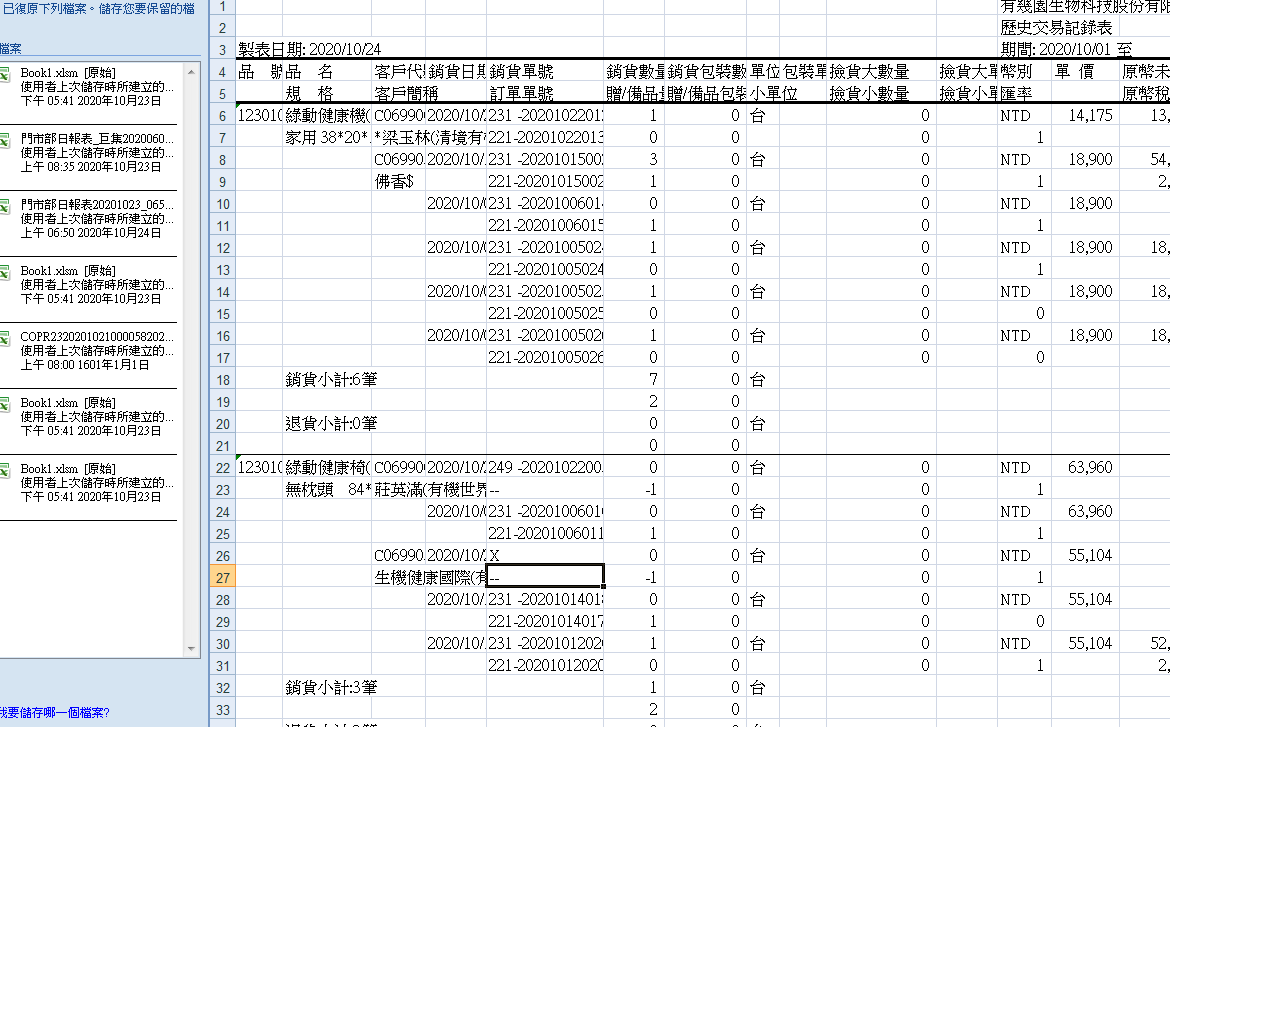 已復原下列檔案。儲存您要保留的檔
檔案
Book1.xlsm  [原始]
使用者上次儲存時所建立的...
下午 05:41 2020年10月23日
門市部日報表_巨集2020060...
使用者上次儲存時所建立的...
上午 08:35 2020年10月23日
門市部日報表20201023_065...
使用者上次儲存時所建立的...
上午 06:50 2020年10月24日
Book1.xlsm  [原始]
使用者上次儲存時所建立的...
下午 05:41 2020年10月23日
COPR2320201021000058202...
使用者上次儲存時所建立的...
上午 08:00 1601年1月1日
Book1.xlsm  [原始]
使用者上次儲存時所建立的...
下午 05:41 2020年10月23日
Book1.xlsm  [原始]
使用者上次儲存時所建立的...
下午 05:41 2020年10月23日
我要儲存哪一個檔案?
1 有幾園生物科技股份有限
2 歷史交易記錄表
3 製表日期: 2020/10/24 期間: 2020/10/01 至
4 品 號 品 名 客戶代 銷貨日期 銷貨單號 銷貨數量 銷貨包裝數 單位 包裝單 撿貨大數量 撿貨大單 幣別 單 價 原幣未
5 規 格 客戶簡稱 訂單單號 贈/備品量 贈/備品包裝 小單位 撿貨小數量 撿貨小單 匯率 原幣稅
6 123010 綠動健康機( C06990 2020/10/ 231 -20201022013 1 0 台 0 NTD 14,175 13,
7 家用 38*20* *梁玉林(清境有 221-20201022013 0 0 0 1
8 C06990 2020/10/ 231 -20201015002 3 0 台 0 NTD 18,900 54,
9 佛香$ 221-20201015002 1 0 0 1 2,
10 2020/10/0 231 -2020100601 0 0 台 0 NTD 18,900
11 221-20201006015 1 0 0 1
12 2020/10/0 231 -2020100502 1 0 台 0 NTD 18,900 18,
13 221-20201005024 0 0 0 1
14 2020/10/0 231 -2020100502 1 0 台 0 NTD 18,900 18,
15 221-20201005025 0 0 0 0
16 2020/10/0 231 -2020100502 1 0 台 0 NTD 18,900 18,
17 221-20201005026 0 0 0 0
18 銷貨小計:6筆 7 0 台
19 2 0
20 退貨小計:0筆 0 0 台
21 0 0
22 123010 綠動健康椅( C06990 2020/10/ 249 -2020102200 0 0 台 0 NTD 63,960
23 無枕頭 84* 莊英滿(有機世界 -- -1 0 0 1
24 2020/10/0 231 -2020100601 0 0 台 0 NTD 63,960
25 221-20201006011 1 0 0 1
26 C06990 2020/10/ X 0 0 台 0 NTD 55,104
27 生機健康國際(有 -- -1 0 0 1
28 2020/10/ 231 -2020101401 0 0 台 0 NTD 55,104
29 221-20201014017 1 0 0 0
30 2020/10/ 231 -2020101202 1 0 台 0 NTD 55,104 52,
31 221-20201012020 0 0 0 1 2,
32 銷貨小計:3筆 1 0 台
33 2 0